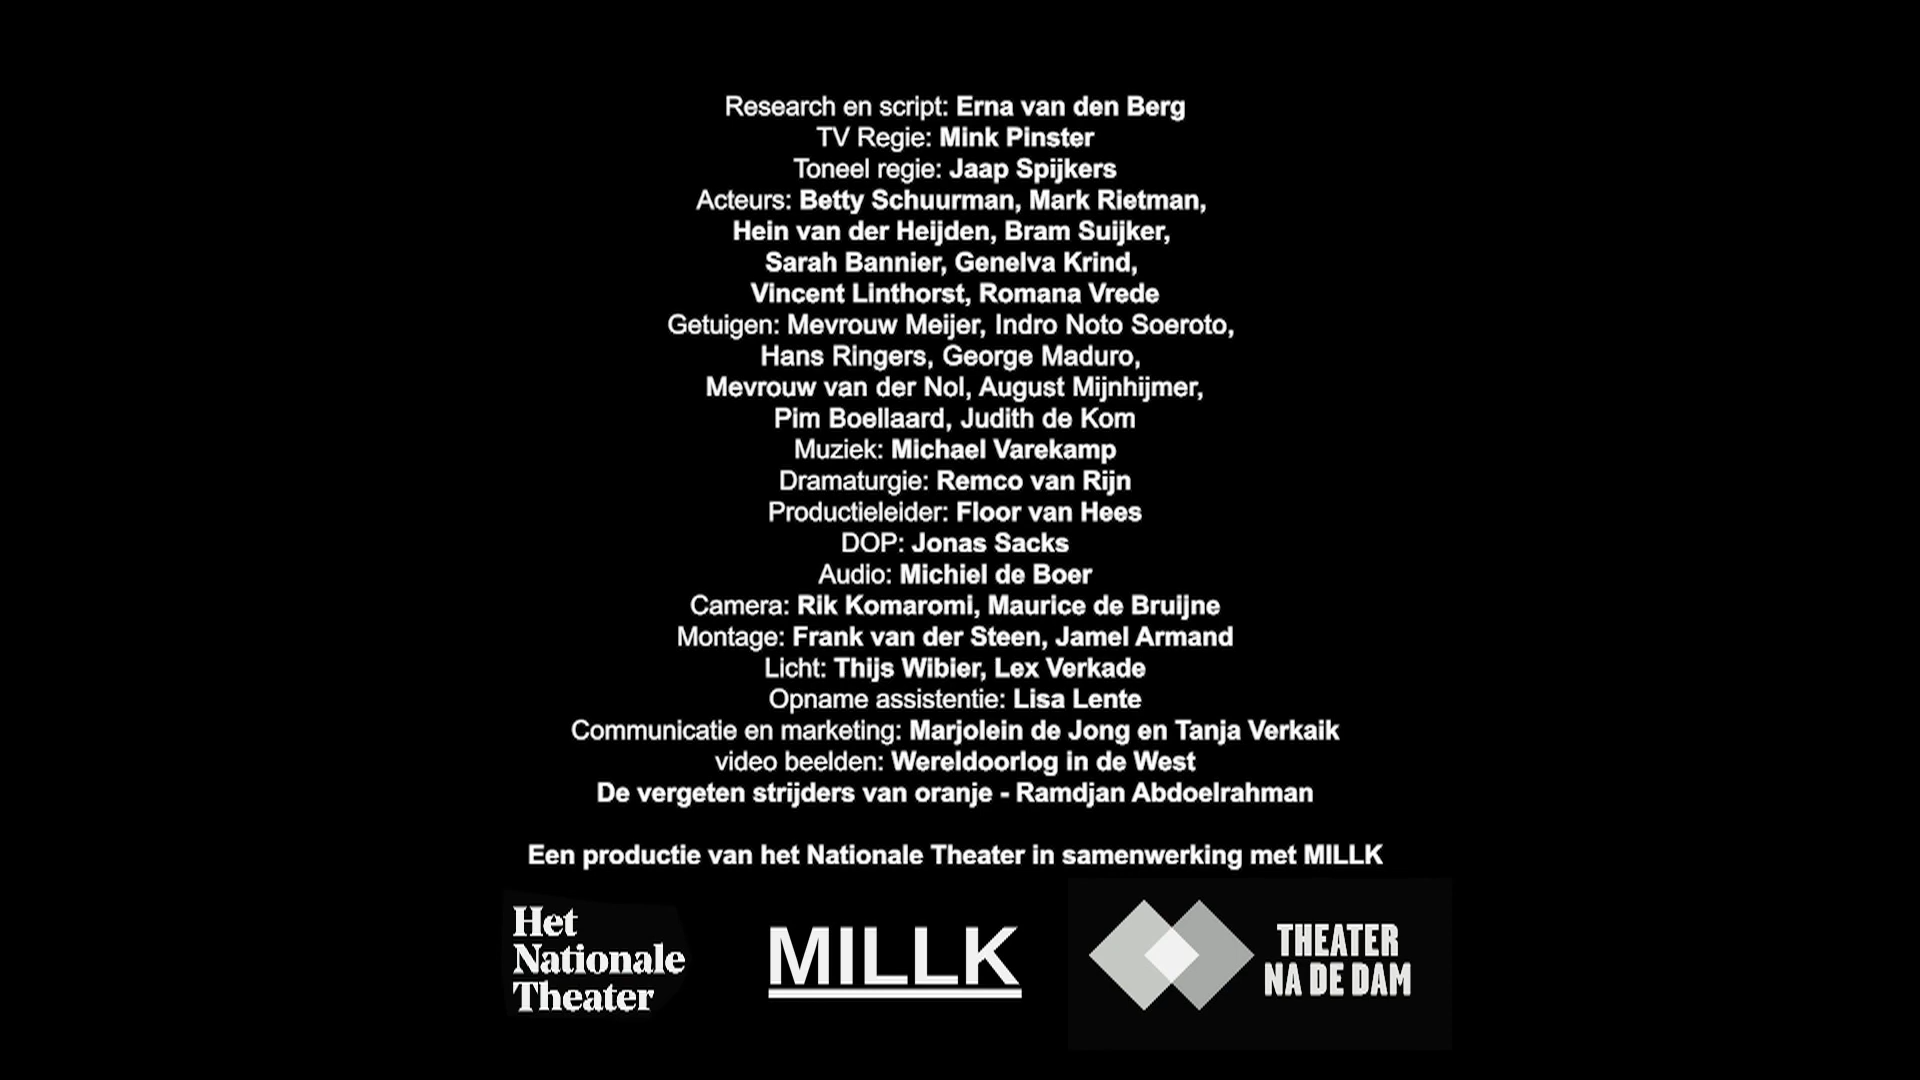 Research en script: Erna van den Berg
TV Regie: Mink Pinster
Toneel regie: Jaap Spijkers
Acteurs: Betty Schuurman, Mark Rietman,
Hein van der Heijden, Bram Suijker,
Sarah Bannier, Genelva Krind,
Vincent Linthorst, Romana Vrede
Getuigen: Mevrouw Meijer, Indro Noto Soeroto,
Hans Ringers, George Maduro,
Mevrouw van der Nol, August Mijnhijmer,
Pim Boellaard, Judith de Kom
Muziek: Michael Varekamp
Dramaturgie: Remco van Rijn
Productieleider: Floor van Hees
DOP: Jonas Sacks
Audio: Michiel de Boer
Camera: Rik Komaromi, Maurice de Bruijne
Montage: Frank van der Steen, Jamel Armand
Licht: Thijs Wibier, Lex Verkade
Opname assistentie: Lisa Lente
Communicatie en marketing: Marjolein de Jong en Tanja Verkaik
video beelden: Wereldoorlog in de West
De vergeten strijders van oranje - Ramdjan Abdoelrahman
Een productie van het Nationale Theater in samenwerking met MILLK
Het
Nationale
Theater
MILLK
THEATER
NA DE DAM